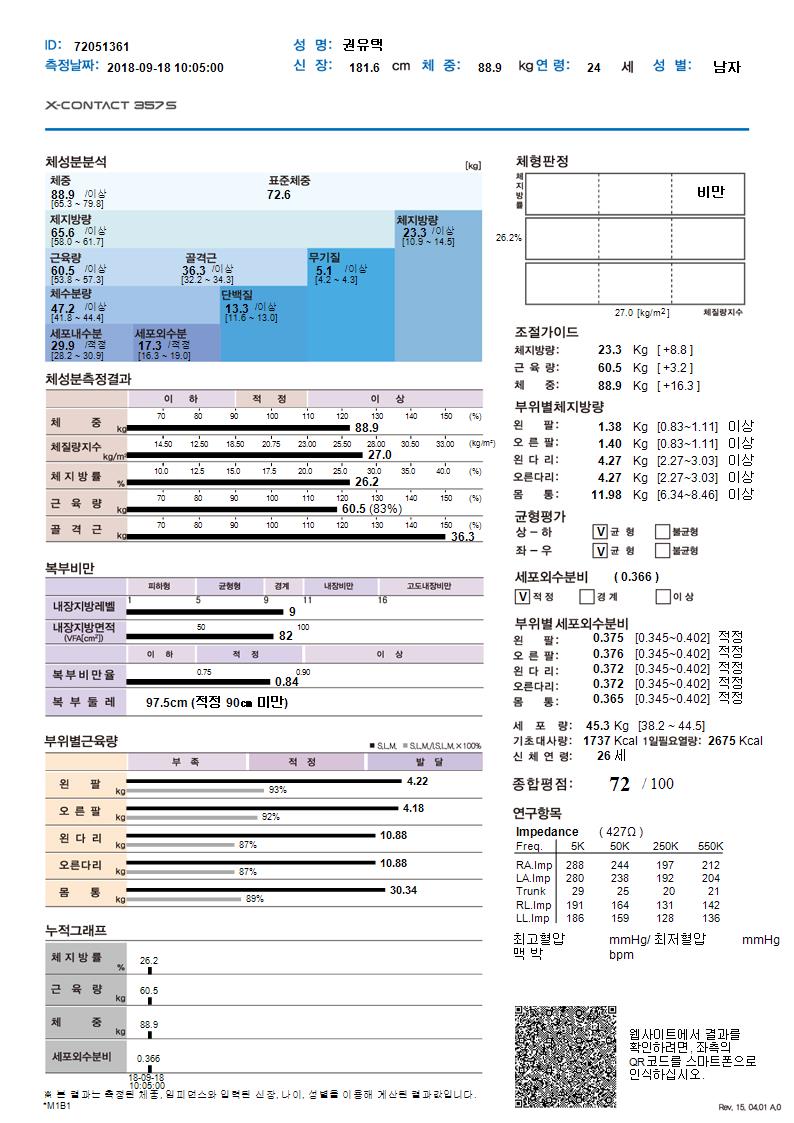 ID: 72051361 성 명: 권유택
측정날짜: 2018-09-18 10:05:00 신 장: 181.6 cm 체 중: 88.9 kg 연 령: 24 세 성 별: 남자
X-CONTACT 357S
체성분분석 [kg]
체중 표준체중
88.9 /이상 72.6
[65.3 ~ 79.8]
제지방량 체지방량
65.6 /이상 23.3 /이상
[58.0 ~ 61.7] [10.9 ~ 14.5]
근육량 골격근 무기질
60.5 /이상 36.3 /이상 5.1 /이상
[53.8 ~ 57.3] [32.2 ~ 34.3] [4.2 ~ 4.3]
체수분량 단백질
47.2 /이상 13.3 /이상
[41.8 ~ 44.4] [11.6 ~ 13.0]
세포내수분 세포외수분
29.9 /적정 17.3 /적정
[28.2 ~ 30.9] [16.3 ~ 19.0]
체성분측정결과
이 하 적 정 이 상
70 80 90 100 110 120 130 140 150 (%)
체 중 kg 88.9
14.50 12.50 18.50 20.75 23.00 25.50 28.00 30.50 33.00 (kg/m²)
체질량지수 kg/m² 27.0
10.0 12.5 15.0 17.5 20.0 25.0 30.0 35.0 40.0 (%)
체 지 방 률 % 26.2
70 80 90 100 110 120 130 140 150 (%)
근 육 량 kg 60.5 (83%)
70 80 90 100 110 120 130 140 150 (%)
골 격 근 kg 36.3
복부비만
피하형 균형형 경계 내장비만 고도내장비만
1 5 9 11 16
내장지방레벨 9
50 100
내장지방면적
(VFA[cm²]) 82
이 하 적 정 이 상
0.75 0.90
복부비만율 0.84
복 부 둘 레 97.5cm (적정 90㎝ 미만)
부위별근육량 ■ S.L.M. ■ S.L.M./I.S.L.M.×100%
부 족 적 정 발 달
왼 팔 kg 4.22
93%
오 른 팔 kg 4.18
92%
왼 다 리 kg 10.88
87%
오른다리 kg 10.88
87%
몸 통 kg 30.34
89%
누적그래프
체 지 방 률 % 26.2
근 육 량 kg 60.5
체 중 kg 88.9
세포외수분비 0.366
18-09-18
10:05:00
※ 본 결과는 측정된 체중, 임피던스와 입력된 신장, 나이, 성별을 이용해 계산된 결과값입니다.
*M1B1
체형판정
체지방률
비만
26.2%
27.0 [kg/m²] 체질량지수
조절가이드
체지방량: 23.3 Kg [ +8.8 ]
근 육 량: 60.5 Kg [ +3.2 ]
체 중: 88.9 Kg [ +16.3 ]
부위별체지방량
왼 팔: 1.38 Kg [0.83~1.11] 이상
오 른 팔: 1.40 Kg [0.83~1.11] 이상
왼 다 리: 4.27 Kg [2.27~3.03] 이상
오른다리: 4.27 Kg [2.27~3.03] 이상
몸 통: 11.98 Kg [6.34~8.46] 이상
균형평가
상 – 하 V 균 형 불균형
좌 – 우 V 균 형 불균형
세포외수분비 ( 0.366 )
V 적 정 경 계 이 상
부위별 세포외수분비
왼 팔: 0.375 [0.345~0.402] 적정
오 른 팔: 0.376 [0.345~0.402] 적정
왼 다 리: 0.372 [0.345~0.402] 적정
오른다리: 0.372 [0.345~0.402] 적정
몸 통: 0.365 [0.345~0.402] 적정
세 포 량: 45.3 Kg [38.2 ~ 44.5]
기초대사량: 1737 Kcal 1일필요열량: 2675 Kcal
신 체 연 령: 26 세
종합평점: 72 / 100
연구항목
Impedance ( 427Ω )
Freq. 5K 50K 250K 550K
RA.Imp 288 244 197 212
LA.Imp 280 238 192 204
Trunk 29 25 20 21
RL.Imp 191 164 131 142
LL.Imp 186 159 128 136
최고혈압 mmHg/ 최저혈압 mmHg
맥 박 bpm
웹사이트에서 결과를
확인하려면, 좌측의
QR코드를 스마트폰으로
인식하십시오.
Rev, 15, 04,01 A,0